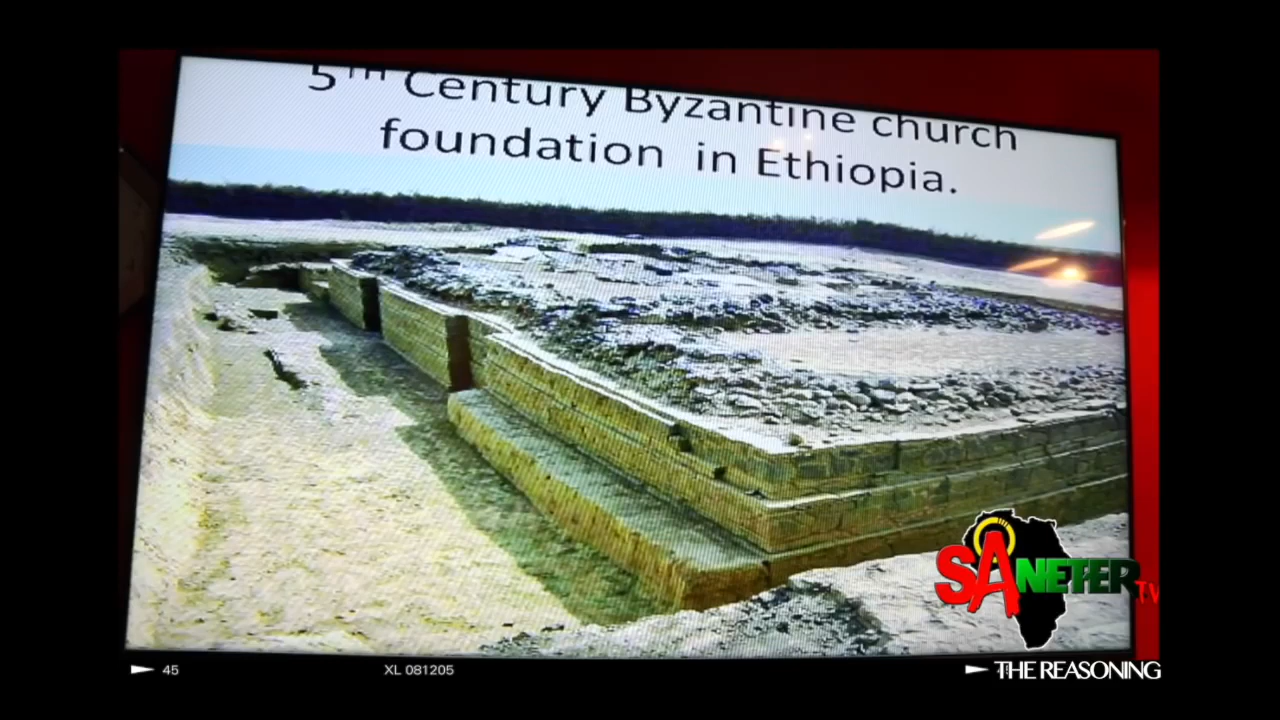 5TH Century Byzantine church
foundation in Ethiopia.
SANETER TV
THE REASONING
45
XL 081205